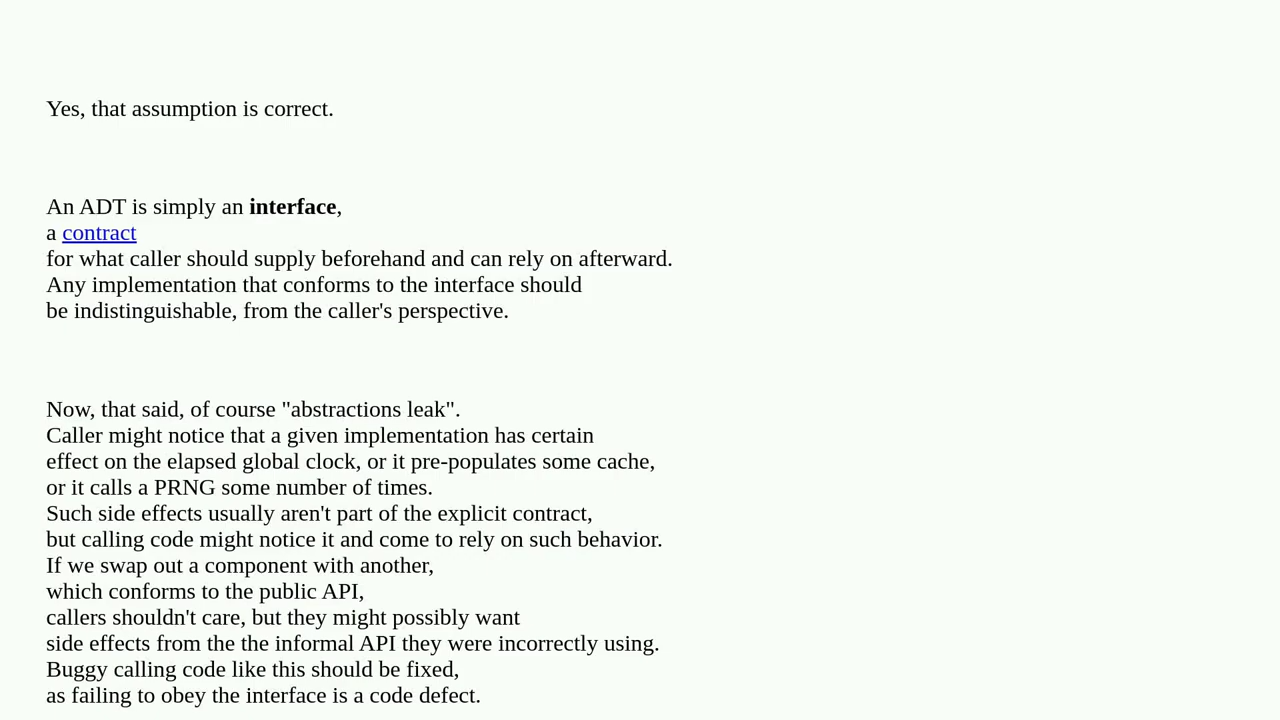 Yes, that assumption is correct.
An ADT is simply an interface,
a contract
for what caller should supply beforehand and can rely on afterward.
Any implementation that conforms to the interface should
be indistinguishable, from the caller's perspective.
Now, that said, of course "abstractions leak".
Caller might notice that a given implementation has certain
effect on the elapsed global clock, or it pre-populates some cache,
or it calls a PRNG some number of times.
Such side effects usually aren't part of the explicit contract,
but calling code might notice it and come to rely on such behavior.
If we swap out a component with another,
which conforms to the public API,
callers shouldn't care, but they might possibly want
side effects from the the informal API they were incorrectly using.
Buggy calling code like this should be fixed,
as failing to obey the interface is a code defect.